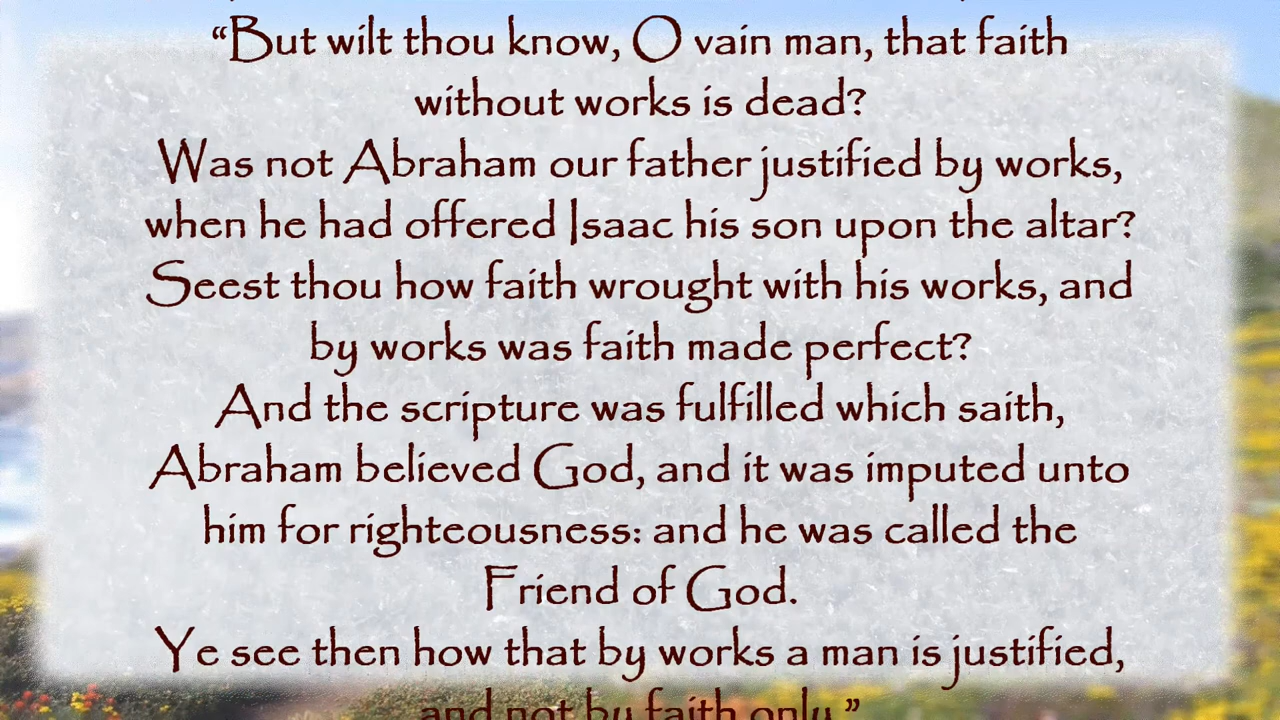 “But wilt thou know, O vain man, that faith
without works is dead?
Was not Abraham our father justified by works,
when he had offered Isaac his son upon the altar?
Seest thou how faith wrought with his works, and
by works was faith made perfect?
And the scripture was fulfilled which saith,
Abraham believed God, and it was imputed unto
him for righteousness: and he was called the
Friend of God.
Ye see then how that by works a man is justified,
and not by faith only.”